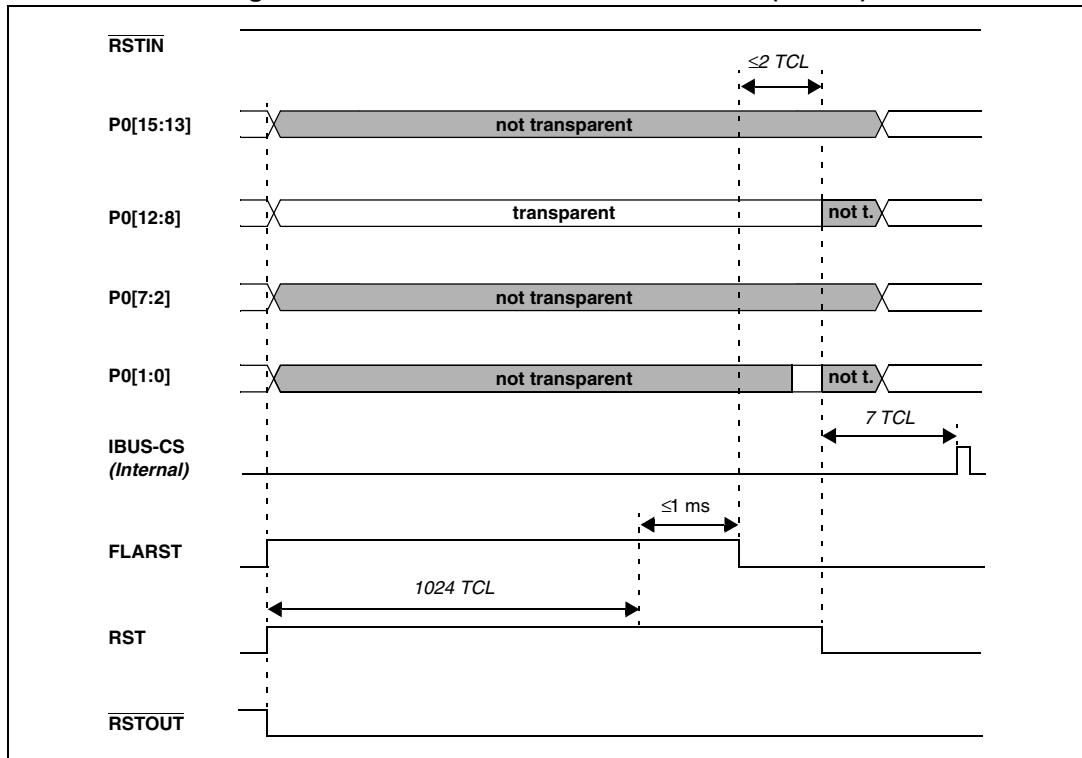 RSTIN
≤2 TCL
P0[15:13]
not transparent
P0[12:8]
transparent
not t.
P0[7:2]
not transparent
P0[1:0]
not transparent
not t.
7 TCL
IBUS-CS
(Internal)
≤1 ms
FLARST
1024 TCL
RST
RSTOUT